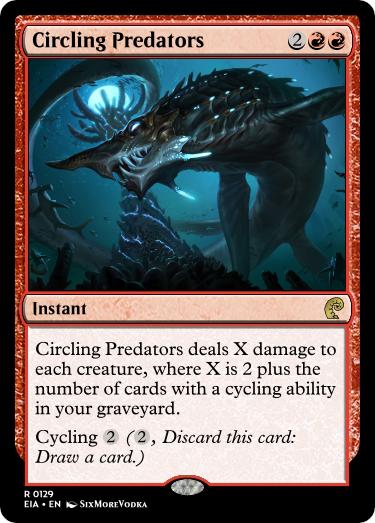 Circling Predators 2
Instant
Circling Predators deals X damage to
each creature, where X is 2 plus the
number of cards with a cycling ability
in your graveyard.
Cycling 2 (2, Discard this card:
Draw a card.)
R 0129
EIA • EN SixMoreVodka